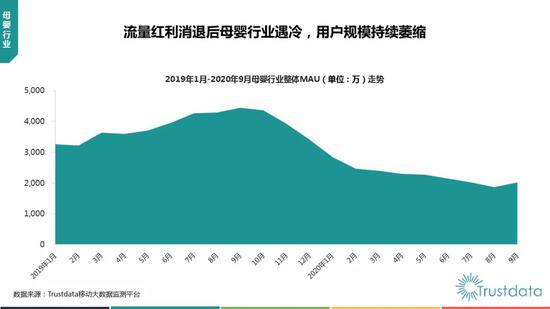 母婴行业
流量红利消退后母婴行业遇冷，用户规模持续萎缩
2019年1月-2020年9月母婴行业整体MAU（单位：万）走势
5,000
4,000
3,000
2,000
1,000
0
2019年1月
2月
3月
4月
5月
6月
7月
8月
9月
10月
11月
12月
2020年1月
2月
3月
4月
5月
6月
7月
8月
9月
数据来源：Trustdata移动大数据监测平台
Trustdata